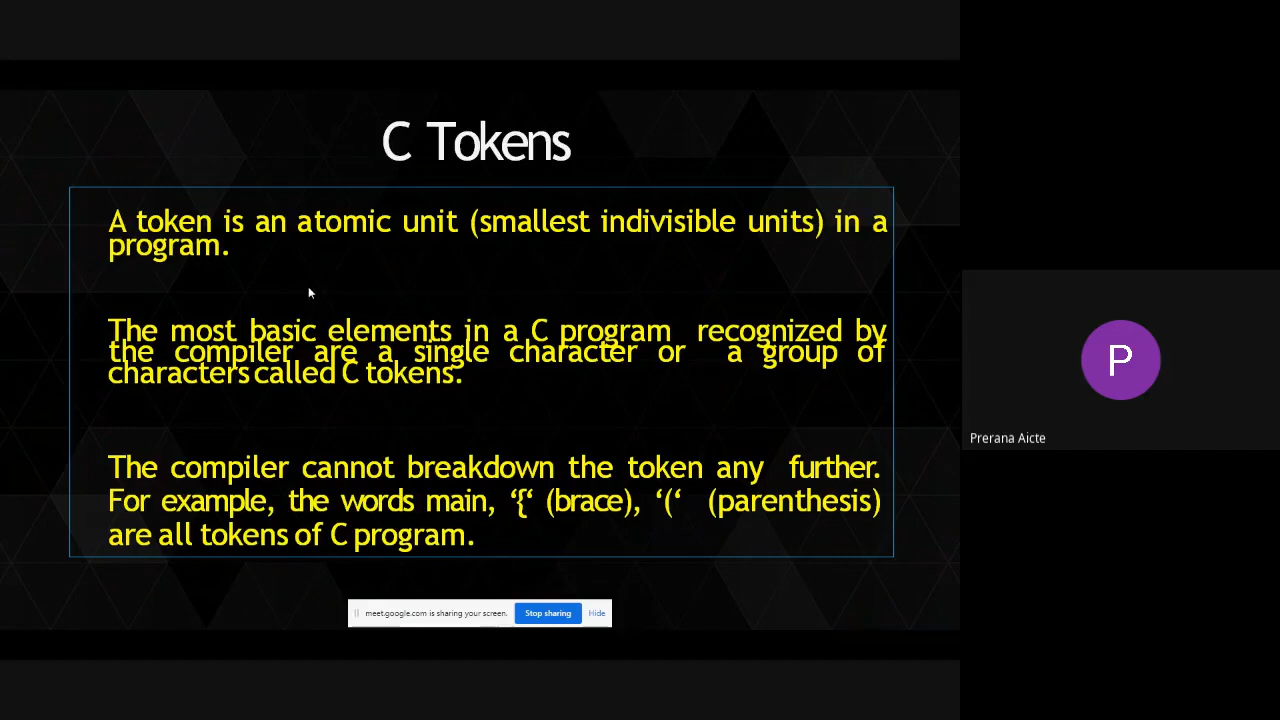 C Tokens
A token is an atomic unit (smallest indivisible units) in a
program.
The most basic elements in a C program recognized by
the compiler are a single character or a group of
characters called C tokens.
The compiler cannot breakdown the token any further.
For example, the words main, ‘{‘ (brace), ‘(‘ (parenthesis)
are all tokens of C program.
meet.google.com is sharing your screen. Stop sharing Hide
P
Prerana Aicte